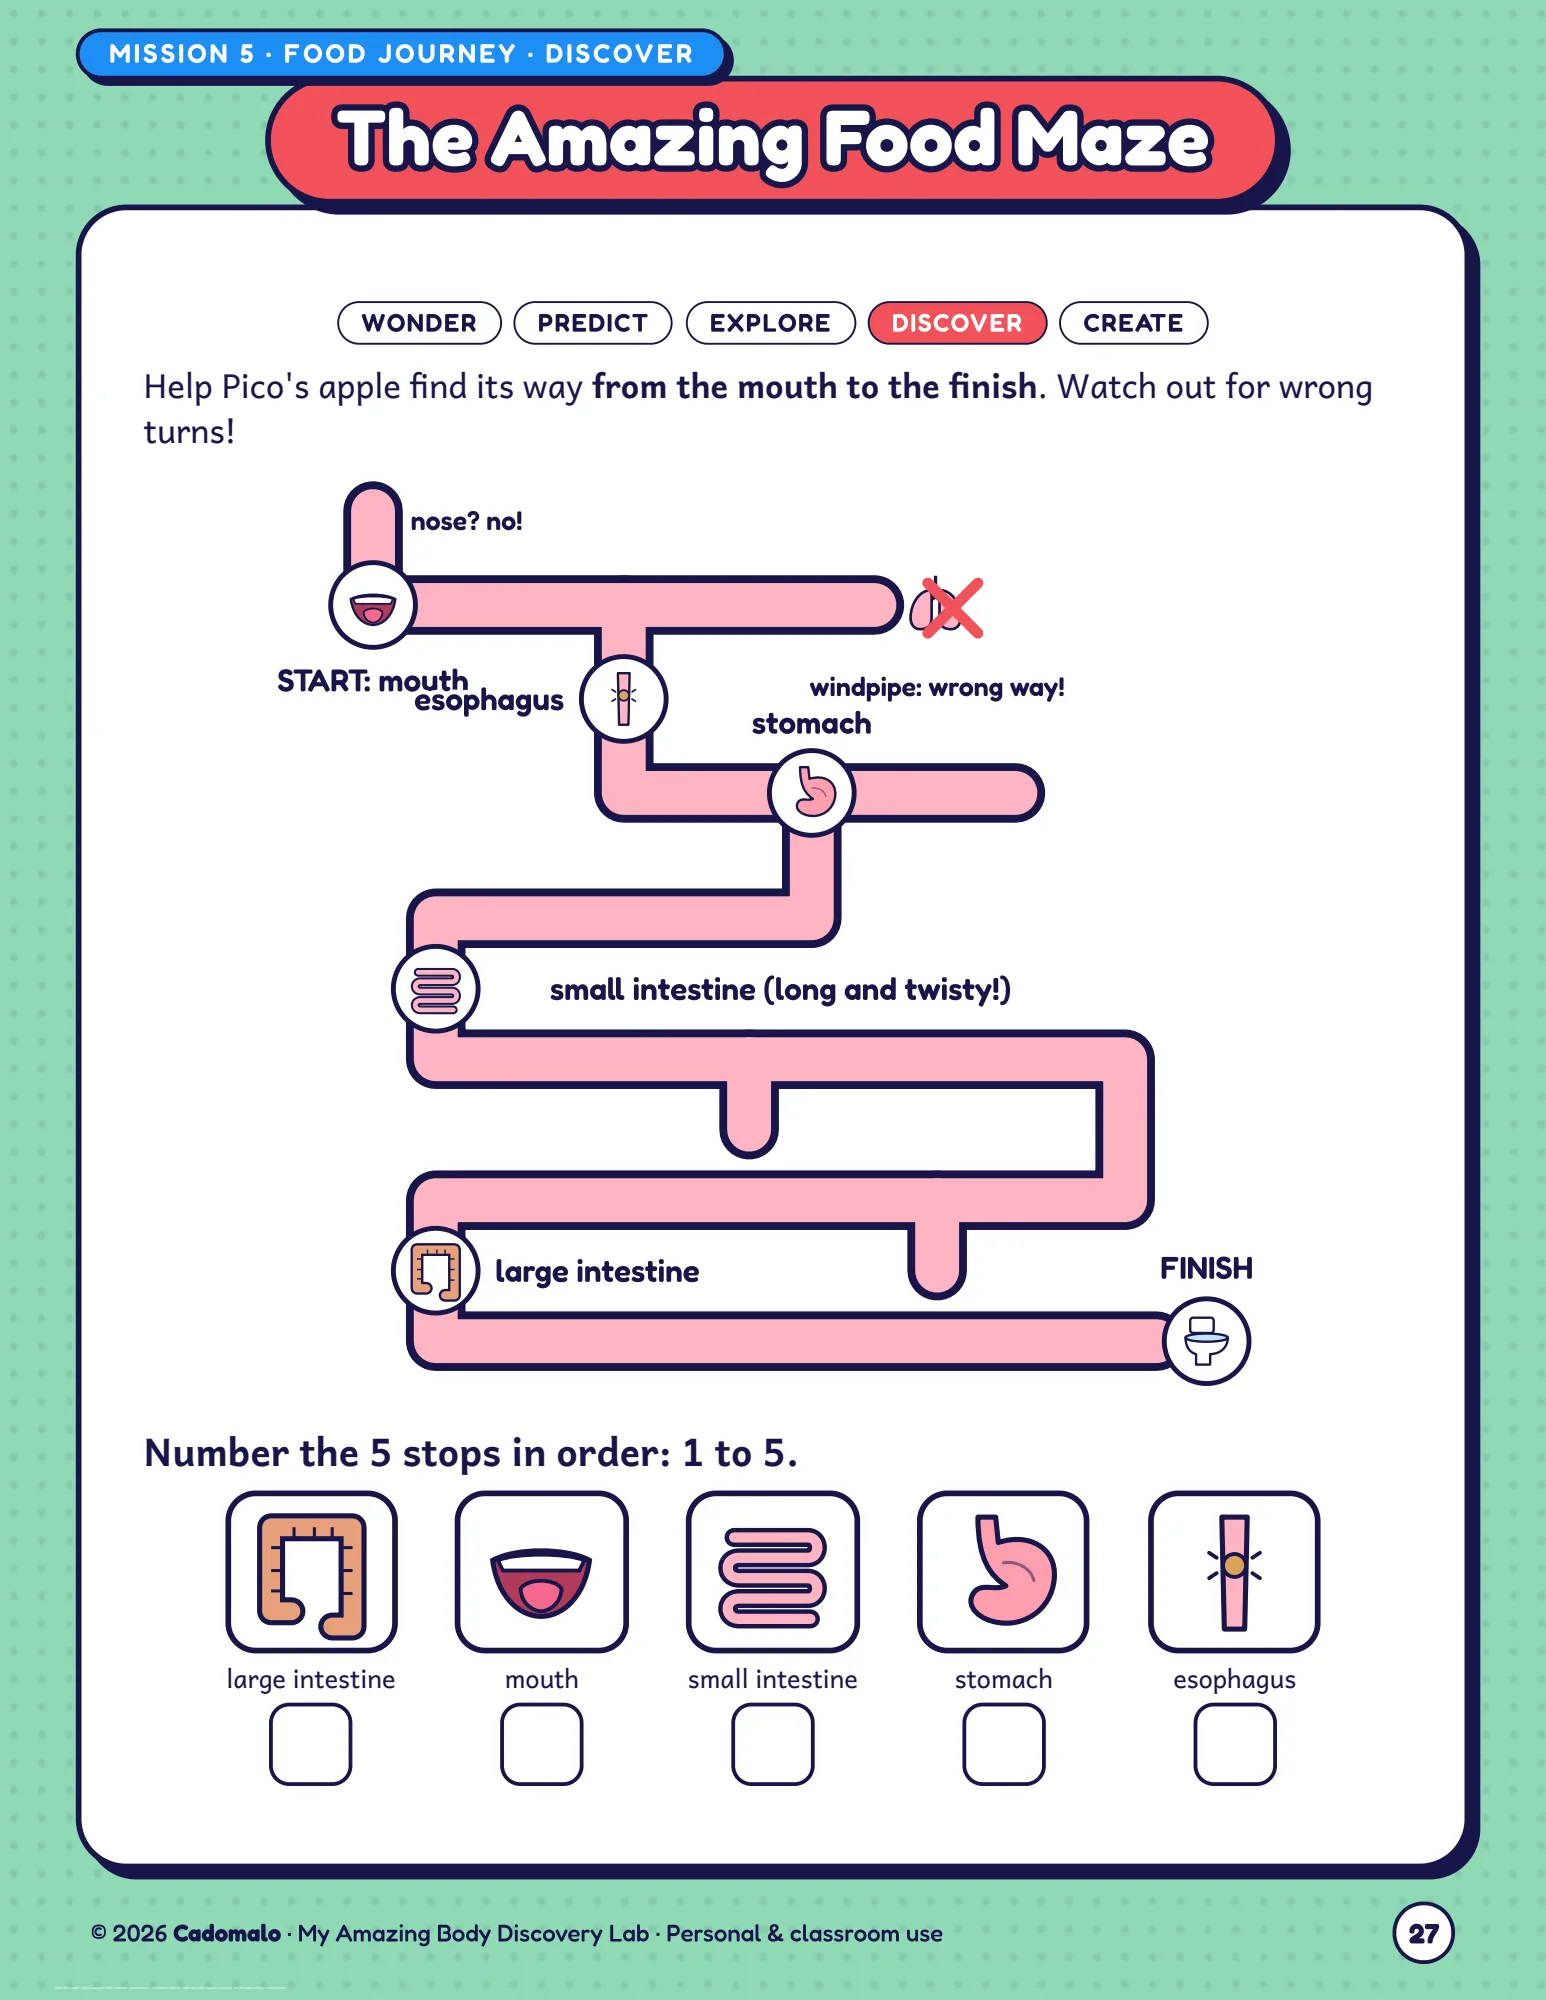 MISSION 5 · FOOD JOURNEY · DISCOVER
The Amazing Food Maze
WONDER
PREDICT
EXPLORE
DISCOVER
CREATE
Help Pico's apple find its way from the mouth to the finish. Watch out for wrong
turns!
nose? no!
START: mouth
esophagus
windpipe: wrong way!
stomach
small intestine (long and twisty!)
large intestine
FINISH
Number the 5 stops in order: 1 to 5.
large intestine
mouth
small intestine
stomach
esophagus
© 2026 Cadomalo · My Amazing Body Discovery Lab · Personal & classroom use
27